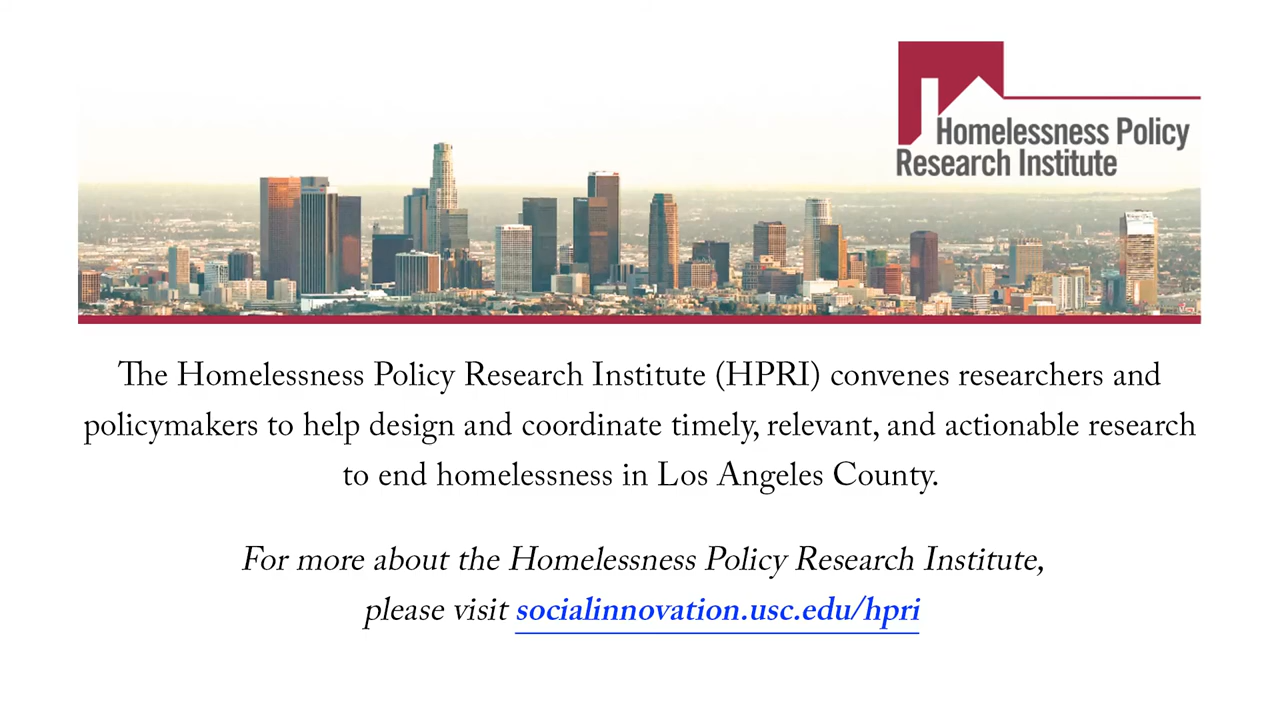 Homelessness Policy
Research Institute
The Homelessness Policy Research Institute (HPRI) convenes researchers and
policymakers to help design and coordinate timely, relevant, and actionable research
to end homelessness in Los Angeles County.
For more about the Homelessness Policy Research Institute,
please visit socialinnovation.usc.edu/hpri